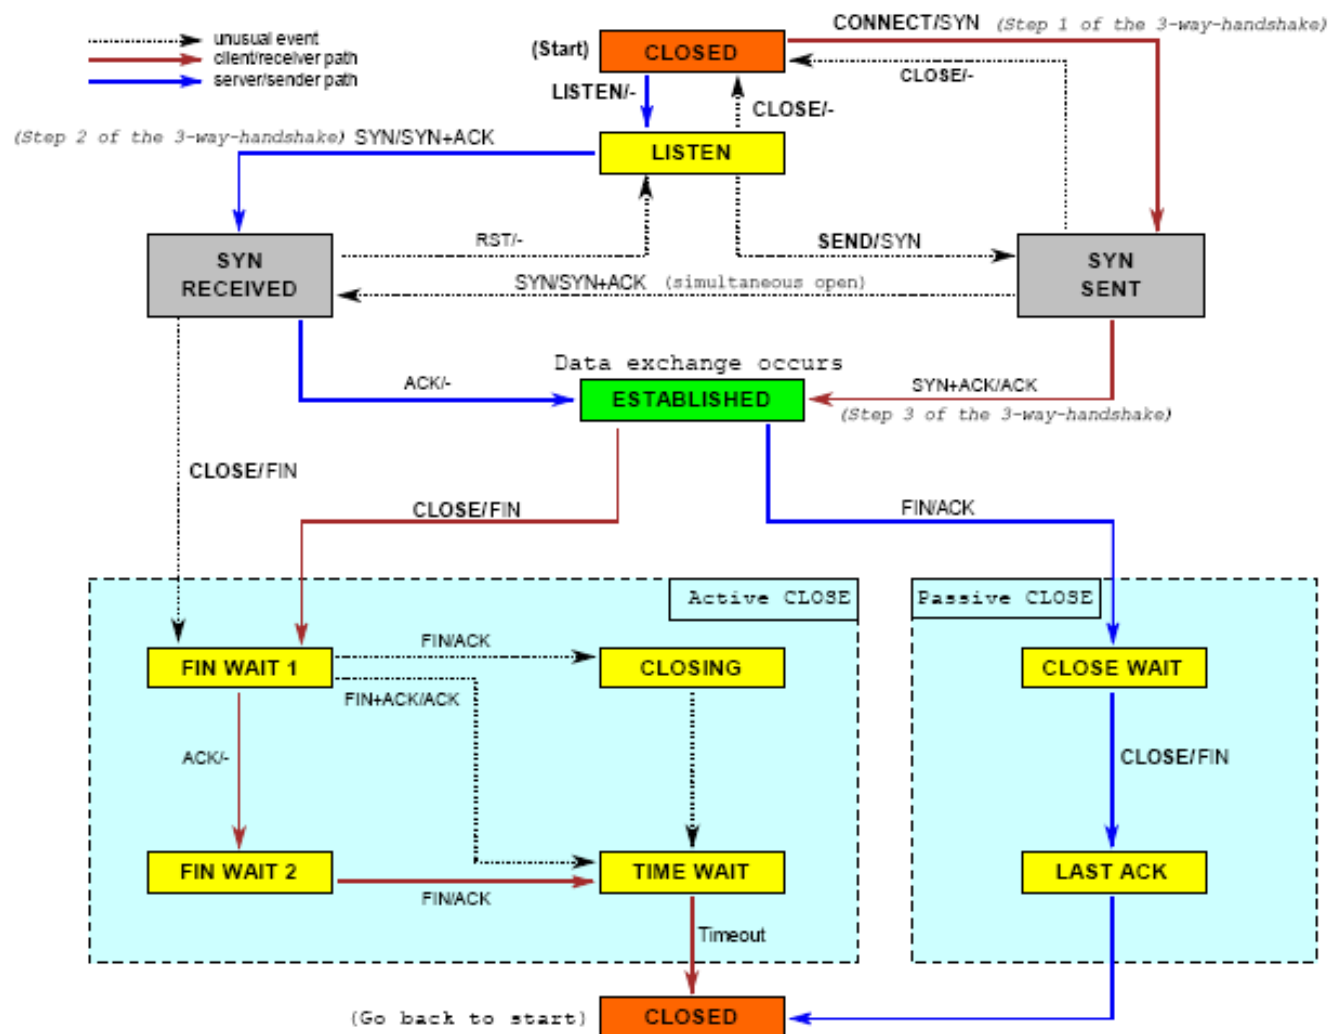 unusual event
client/receiver path
server/sender path
(Start)
CLOSED
CONNECT/SYN (Step 1 of the 3-way-handshake)
CLOSE/-
LISTEN/-
CLOSE/-
(Step 2 of the 3-way-handshake) SYN/SYN+ACK
LISTEN
RST/-
SEND/SYN
SYN
RECEIVED
SYN
SENT
SYN/SYN+ACK (simultaneous open)
Data exchange occurs
ACK/-
ESTABLISHED
SYN+ACK/ACK
(Step 3 of the 3-way-handshake)
CLOSE/FIN
CLOSE/FIN
FIN/ACK
Active CLOSE
Passive CLOSE
FIN WAIT 1
FIN/ACK
CLOSING
CLOSE WAIT
FIN+ACK/ACK
ACK/-
CLOSE/FIN
FIN WAIT 2
FIN/ACK
TIME WAIT
LAST ACK
Timeout
(Go back to start)
CLOSED